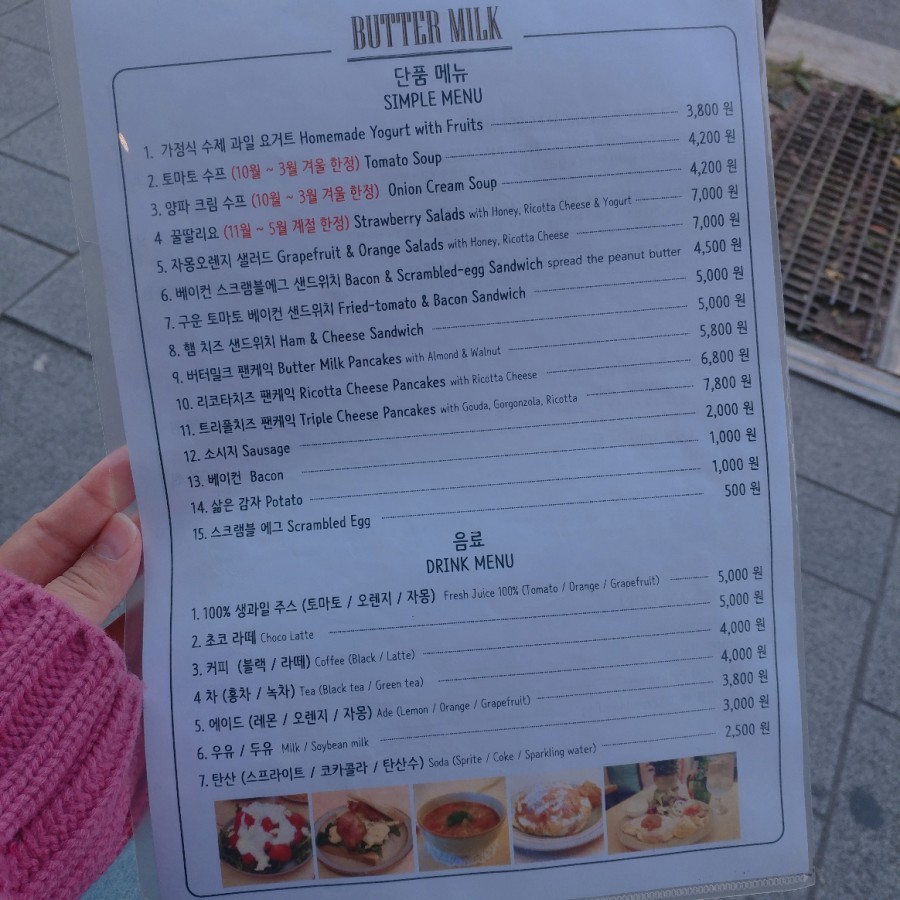 BUTTER MILK
단품 메뉴
SIMPLE MENU
1. 가정식 수제 과일 요거트 Homemade Yogurt with Fruits 3,800 원
2. 토마토 수프 (10월 ~ 3월 겨울 한정) Tomato Soup 4,200 원
3. 양파 크림 수프 (10월 ~ 3월 겨울 한정) Onion Cream Soup 4,200 원
4 꿀딸리요 (11월 ~ 5월 계절 한정) Strawberry Salads with Honey, Ricotta Cheese & Yogurt 7,000 원
5. 자몽오렌지 샐러드 Grapefruit & Orange Salads with Honey, Ricotta Cheese 7,000 원
6. 베이컨 스크램블에그 샌드위치 Bacon & Scrambled-egg Sandwich spread the peanut butter 4,500 원
7. 구운 토마토 베이컨 샌드위치 Fried-tomato & Bacon Sandwich 5,000 원
8. 햄 치즈 샌드위치 Ham & Cheese Sandwich 5,000 원
9. 버터밀크 팬케익 Butter Milk Pancakes with Almond & Walnut 5,800 원
10. 리코타치즈 팬케익 Ricotta Cheese Pancakes with Ricotta Cheese 6,800 원
11. 트리플치즈 팬케익 Triple Cheese Pancakes with Gouda, Gorgonzola, Ricotta 7,800 원
12. 소시지 Sausage 2,000 원
13. 베이컨 Bacon 1,000 원
14. 삶은 감자 Potato 1,000 원
15. 스크램블 에그 Scrambled Egg 500 원
음료
DRINK MENU
1. 100% 생과일 주스 (토마토 / 오렌지 / 자몽) Fresh Juice 100% (Tomato / Orange / Grapefruit) 5,000 원
2. 초코 라떼 Choco Latte 5,000 원
3. 커피 (블랙 / 라떼) Coffee (Black / Latte) 4,000 원
4 차 (홍차 / 녹차) Tea (Black tea / Green tea) 4,000 원
5. 에이드 (레몬 / 오렌지 / 자몽) Ade (Lemon / Orange / Grapefruit) 3,800 원
6. 우유 / 두유 Milk / Soybean milk 3,000 원
7. 탄산 (스프라이트 / 코카콜라 / 탄산수) Soda (Sprite / Coke / Sparkling water) 2,500 원